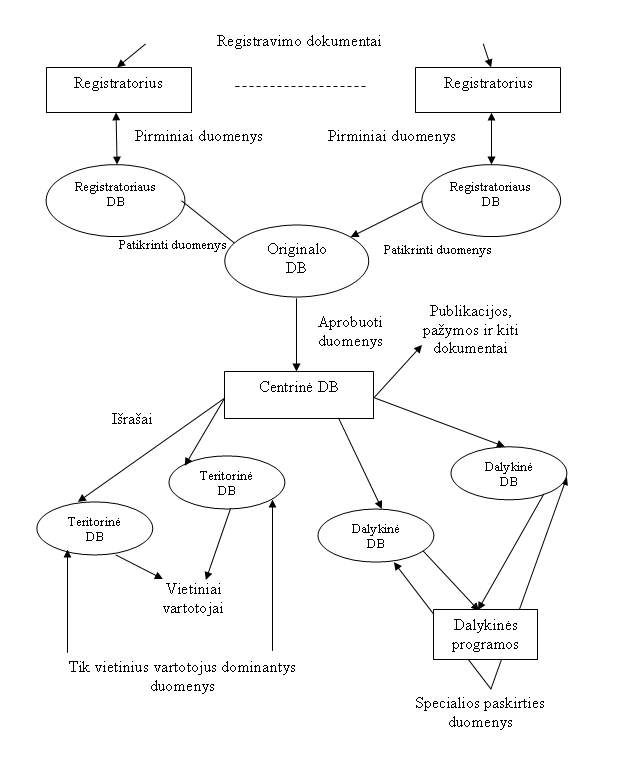 Registravimo dokumentai
Registratorius
Registratorius
Pirminiai duomenys
Pirminiai duomenys
Registratoriaus
DB
Registratoriaus
DB
Patikrinti duomenys
Originalo
DB
Patikrinti duomenys
Aprobuoti
duomenys
Publikacijos,
pažymos ir kiti
dokumentai
Centrinė DB
Išrašai
Teritorinė
DB
Dalykinė
DB
Teritorinė
DB
Dalykinė
DB
Vietiniai
vartotojai
Dalykinės
programos
Tik vietinius vartotojus dominantys
duomenys
Specialios paskirties
duomenys